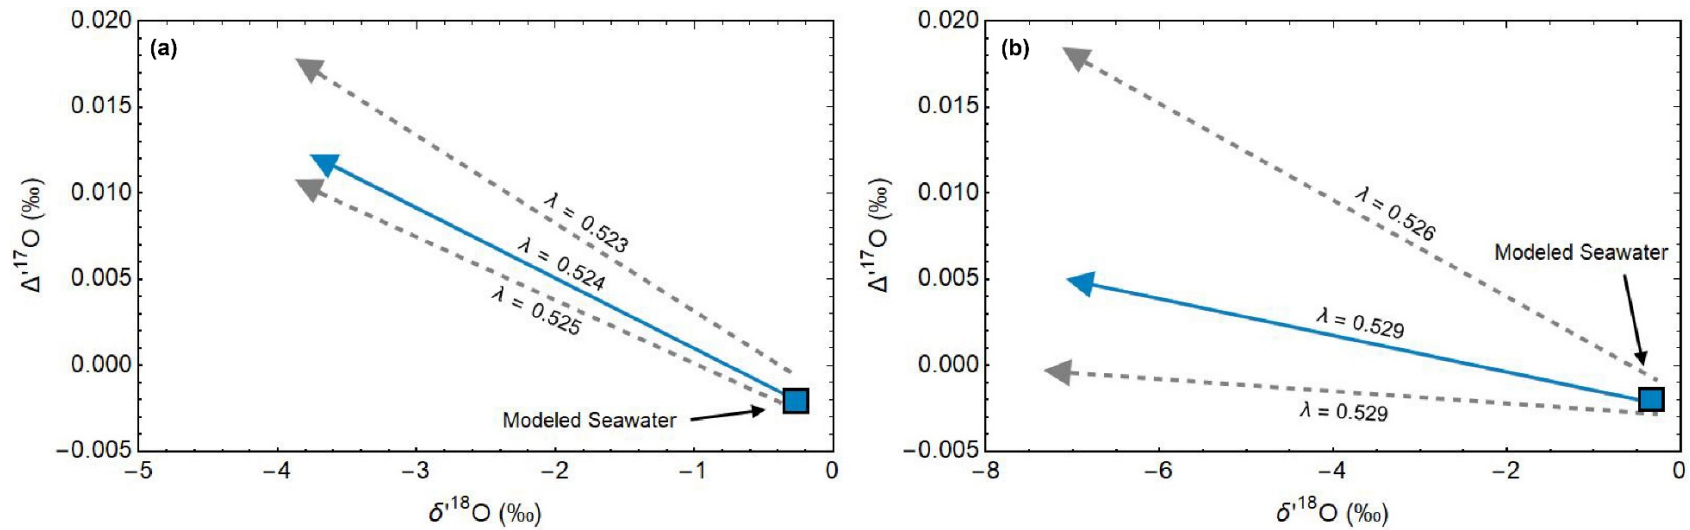 (a)
0.020
0.015
0.010
0.005
0.000
−0.005
Δ'¹⁷O (‰)
λ = 0.523
λ = 0.524
λ = 0.525
Modeled Seawater
−5
−4
−3
−2
−1
0
δ'¹⁸O (‰)
(b)
0.020
0.015
0.010
0.005
0.000
−0.005
Δ'¹⁷O (‰)
λ = 0.526
Modeled Seawater
λ = 0.529
λ = 0.529
−8
−6
−4
−2
0
δ'¹⁸O (‰)